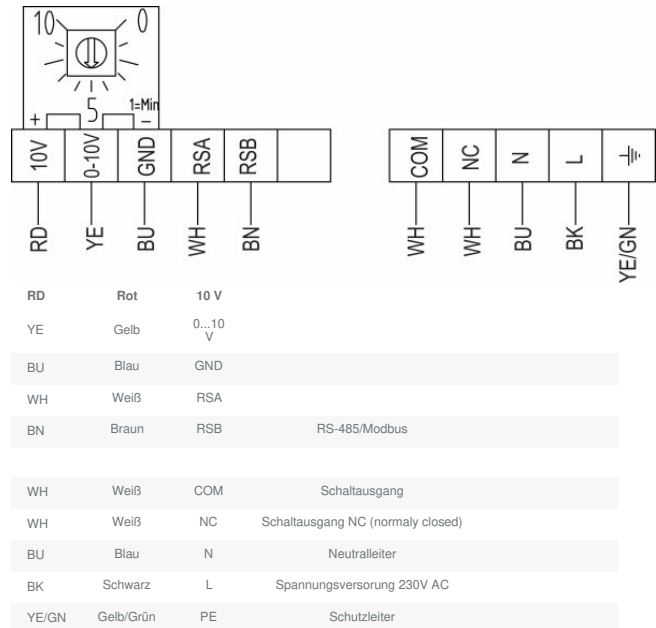 10 0
5 1=Min
+ –
10V 0-10V GND RSA RSB COM NC N L
RD YE BU WH BN WH WH BU BK YE/GN
RD Rot 10 V
YE Gelb 0...10 V
BU Blau GND
WH Weiß RSA
BN Braun RSB RS-485/Modbus
WH Weiß COM Schaltausgang
WH Weiß NC Schaltausgang NC (normaly closed)
BU Blau N Neutralleiter
BK Schwarz L Spannungsversorung 230V AC
YE/GN Gelb/Grün PE Schutzleiter